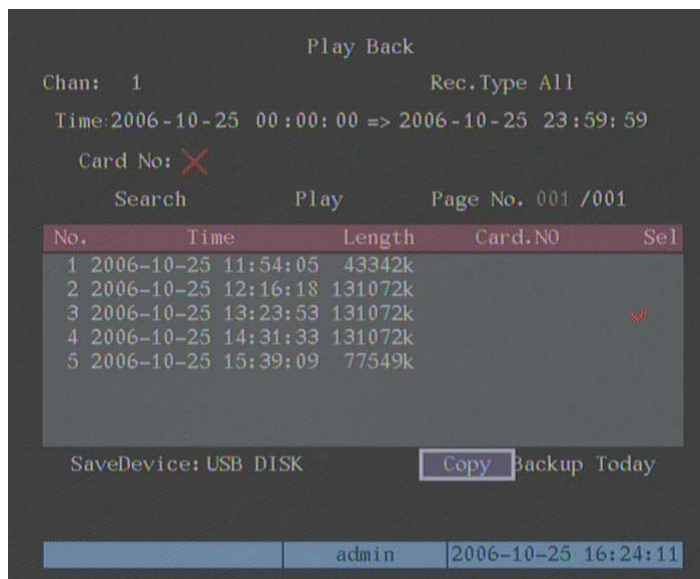 Play Back
Chan: 1 Rec.Type All
Time:2006-10-25 00:00:00 => 2006-10-25 23:59:59
Card No:
Search Play Page No. 001 /001
No. Time Length Card.NO Sel
1 2006-10-25 11:54:05 43342k
2 2006-10-25 12:16:18 131072k
3 2006-10-25 13:23:53 131072k
4 2006-10-25 14:31:33 131072k
5 2006-10-25 15:39:09 77549k
SaveDevice: USB DISK Copy Backup Today
admin 2006-10-25 16:24:11